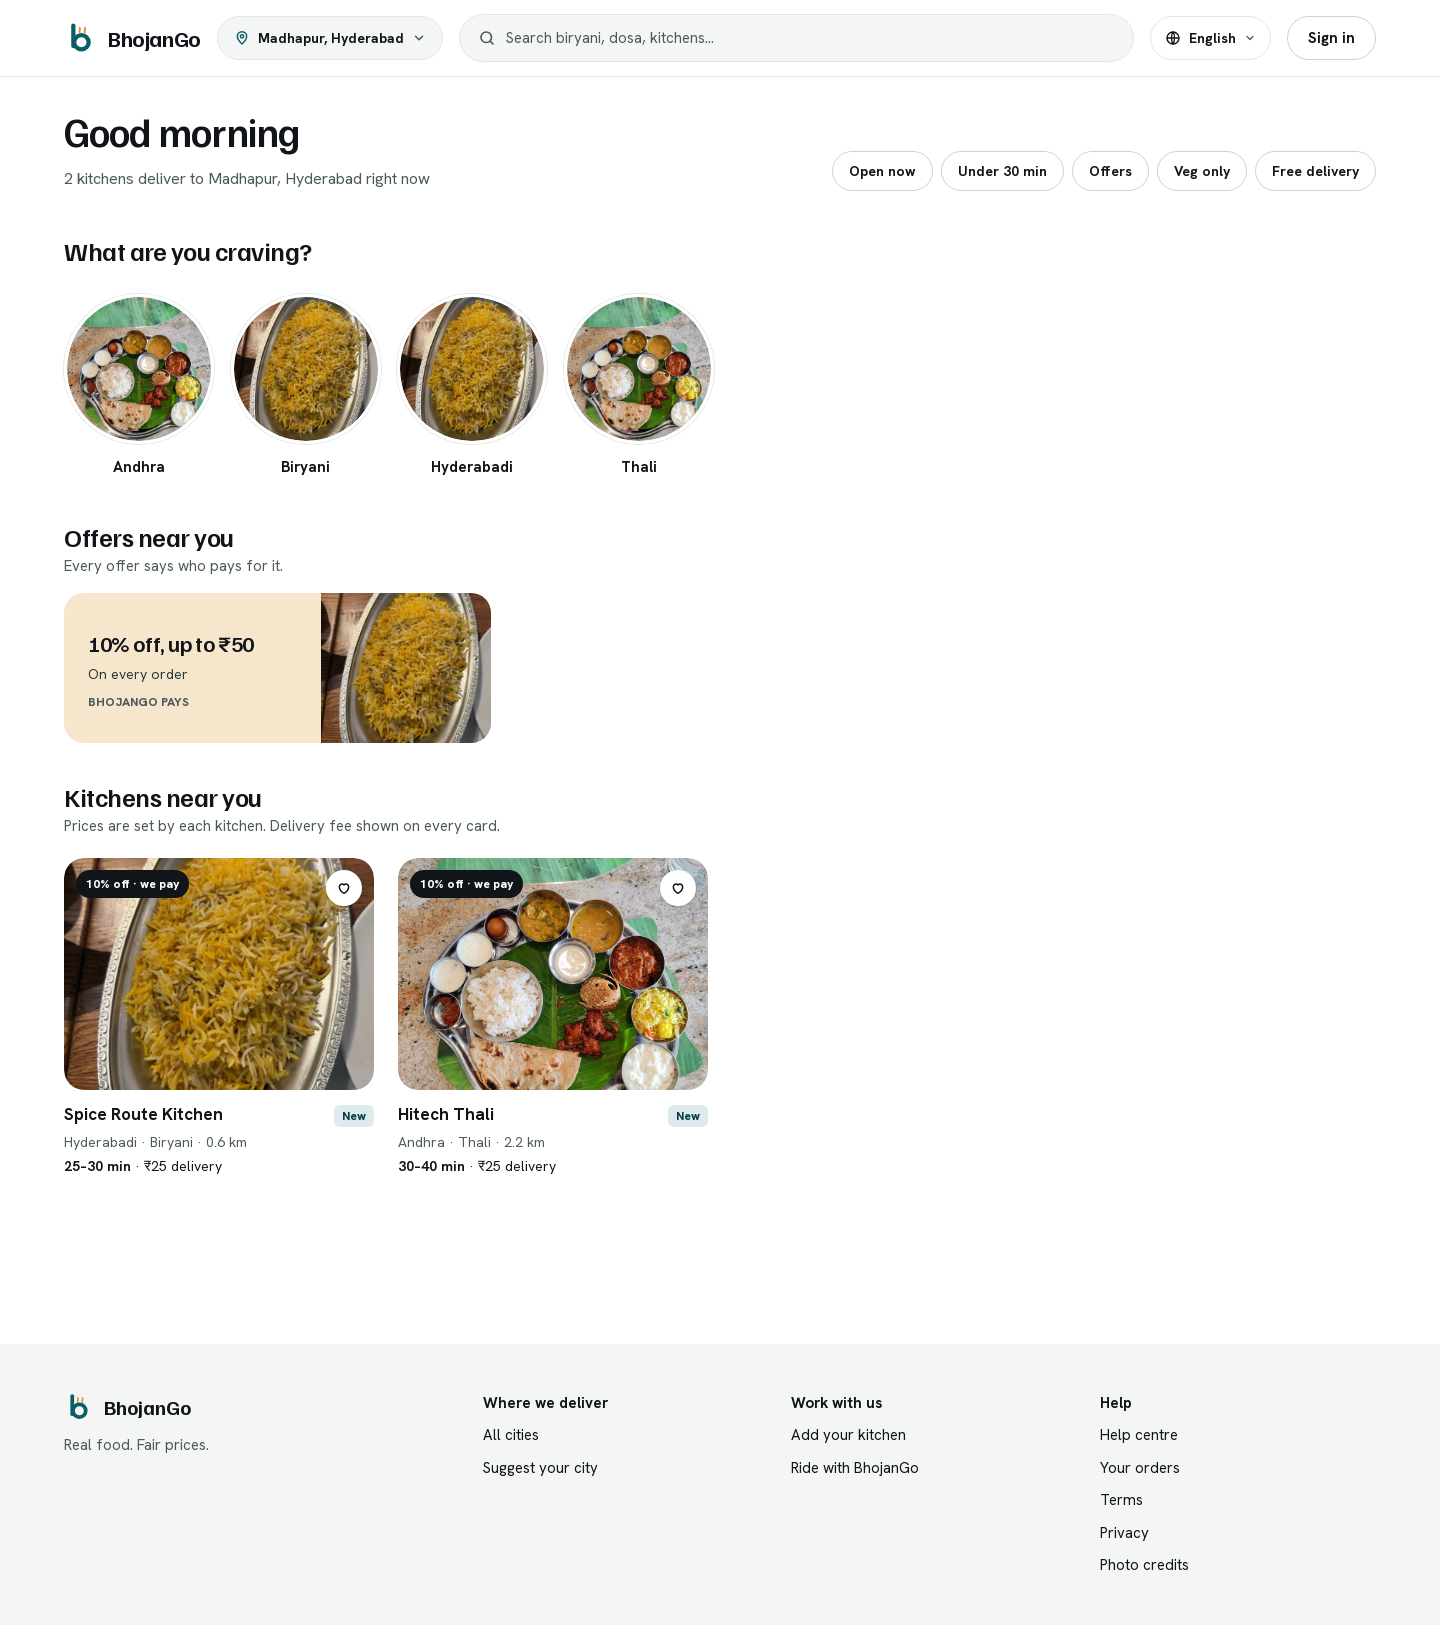 BhojanGo
Madhapur, Hyderabad
Search biryani, dosa, kitchens...
English
Sign in
Good morning
2 kitchens deliver to Madhapur, Hyderabad right now
Open now
Under 30 min
Offers
Veg only
Free delivery
What are you craving?
Andhra
Biryani
Hyderabadi
Thali
Offers near you
Every offer says who pays for it.
10% off, up to ₹50
On every order
BHOJANGO PAYS
Kitchens near you
Prices are set by each kitchen. Delivery fee shown on every card.
10% off · we pay
Spice Route Kitchen
New
Hyderabadi · Biryani · 0.6 km
25–30 min · ₹25 delivery
10% off · we pay
Hitech Thali
New
Andhra · Thali · 2.2 km
30–40 min · ₹25 delivery
BhojanGo
Real food. Fair prices.
Where we deliver
All cities
Suggest your city
Work with us
Add your kitchen
Ride with BhojanGo
Help
Help centre
Your orders
Terms
Privacy
Photo credits